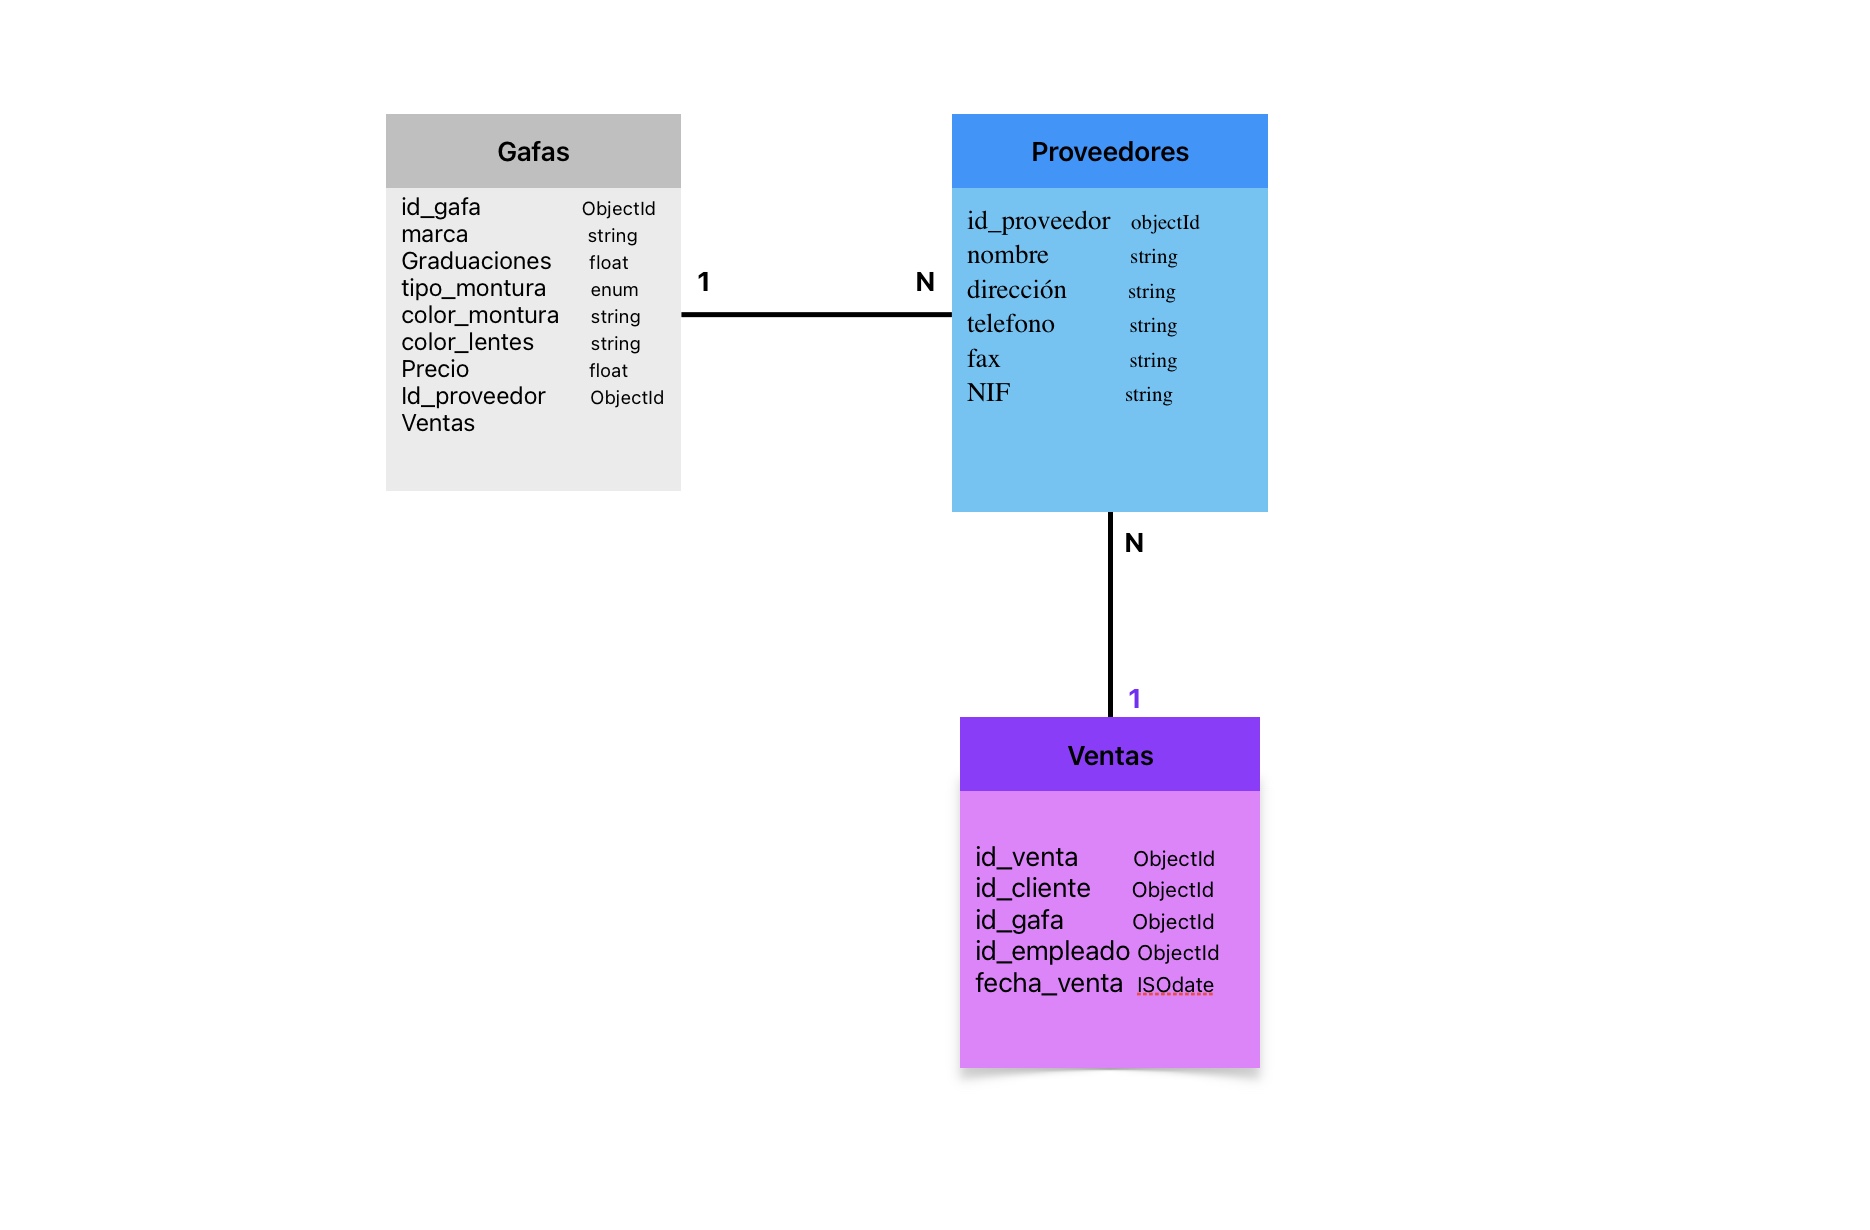 Gafas
id_gafa ObjectId
marca string
Graduaciones float
tipo_montura enum
color_montura string
color_lentes string
Precio float
Id_proveedor ObjectId
Ventas
1 N
Proveedores
id_proveedor objectId
nombre string
dirección string
telefono string
fax string
NIF string
N
1
Ventas
id_venta ObjectId
id_cliente ObjectId
id_gafa ObjectId
id_empleado ObjectId
fecha_venta ISOdate